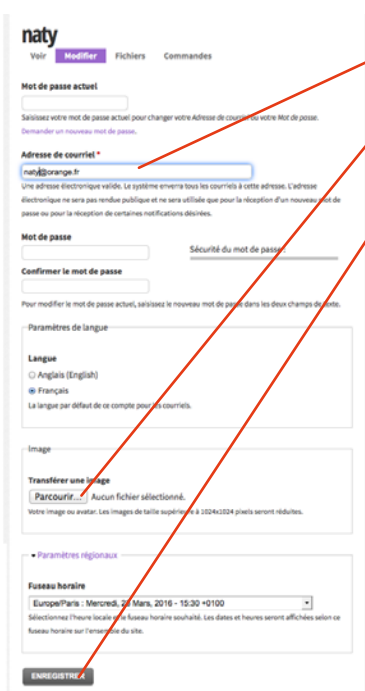 naty
Voir Modifier Fichiers Commandes
Mot de passe actuel
Saisissez votre mot de passe actuel pour changer votre Adresse de courriel ou votre Mot de passe.
Demander un nouveau mot de passe.
Adresse de courriel *
naty@orange.fr
Une adresse électronique valide. Le système enverra tous les courriels à cette adresse. L'adresse
électronique ne sera pas rendue publique et ne sera utilisée que pour la réception d'un nouveau mot de
passe ou pour la réception de certaines notifications désirées.
Mot de passe
Sécurité du mot de passe :
Confirmer le mot de passe
Pour modifier le mot de passe actuel, saisissez le nouveau mot de passe dans les deux champs de texte.
Paramètres de langue
Langue
Anglais (English)
Français
La langue par défaut de ce compte pour les courriels.
Image
Transférer une image
Parcourir... Aucun fichier sélectionné.
Votre image ou avatar. Les images de taille supérieure à 1024x1024 pixels seront réduites.
Paramètres régionaux
Fuseau horaire
Europe/Paris : Mercredi, Mars, 2016 - 15:30 +0100
Sélectionnez l'heure locale et le fuseau horaire souhaité. Les dates et heures seront affichées selon ce
fuseau horaire sur l'ensemble du site.
ENREGISTRER